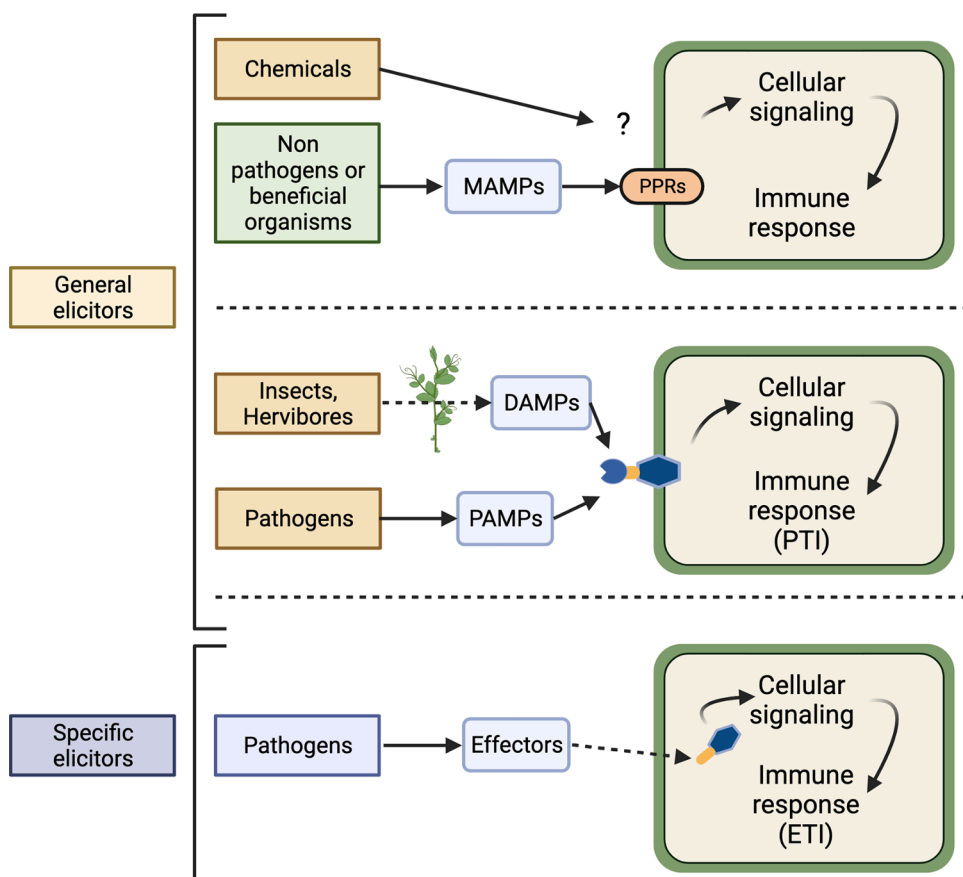 Chemicals
?
Cellular
signaling
Non
pathogens or
beneficial
organisms
MAMPs
PPRs
Immune
response
General
elicitors
Insects,
Hervibores
DAMPs
Cellular
signaling
Pathogens
PAMPs
Immune
response
(PTI)
Specific
elicitors
Pathogens
Effectors
Cellular
signaling
Immune
response
(ETI)